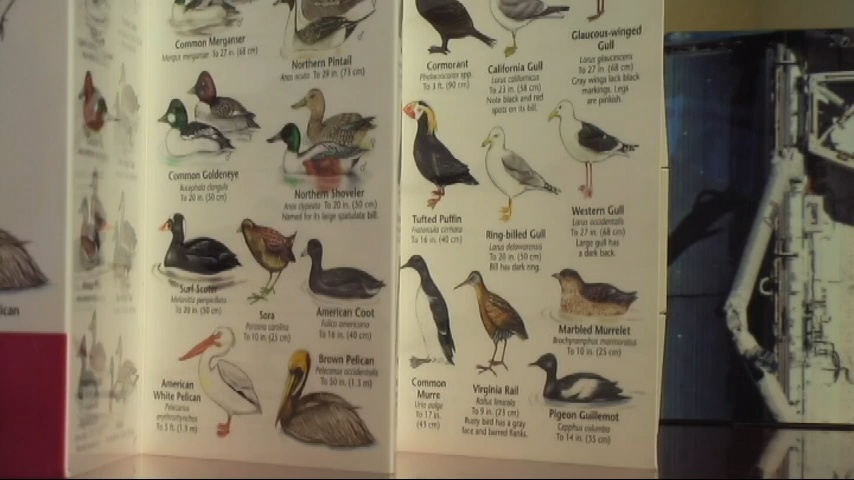 Common Merganser
Mergus merganser To 27 in. (68 cm)
Northern Pintail
Anas acuta To 29 in. (73 cm)
Common Goldeneye
Bucephala clangula
To 20 in. (50 cm)
Northern Shoveler
Anas clypeata To 20 in. (50 cm)
Named for its large spatulate bill.
Surf Scoter
Melanitta perspicillata
To 20 in. (50 cm)
Sora
Porzana carolina
To 10 in. (25 cm)
American Coot
Fulica americana
To 16 in. (40 cm)
American
White Pelican
Pelecanus
erythrorhynchos
To 5 ft. (1.5 m)
Brown Pelican
Pelecanus occidentalis
To 50 in. (1.3 m)
Cormorant
Phalacrocorax spp.
To 3 ft. (90 cm)
California Gull
Larus californicus
To 23 in. (58 cm)
Note black and red
spots on its bill.
Glaucous-winged
Gull
Larus glaucescens
To 27 in. (68 cm)
Gray wings lack black
markings. Legs
are pinkish.
Tufted Puffin
Fratercula cirrhata
To 16 in. (40 cm)
Ring-billed Gull
Larus delawarensis
To 20 in. (50 cm)
Bill has dark ring.
Western Gull
Larus occidentalis
To 27 in. (68 cm)
Large gull has
a dark back.
Common
Murre
Uria aalge
To 17 in.
(43 cm)
Virginia Rail
Rallus limicola
To 9 in. (23 cm)
Rusty bird has a gray
face and barred flanks.
Marbled Murrelet
Brachyramphus marmoratus
To 10 in. (25 cm)
Pigeon Guillemot
Cepphus columba
To 14 in. (35 cm)